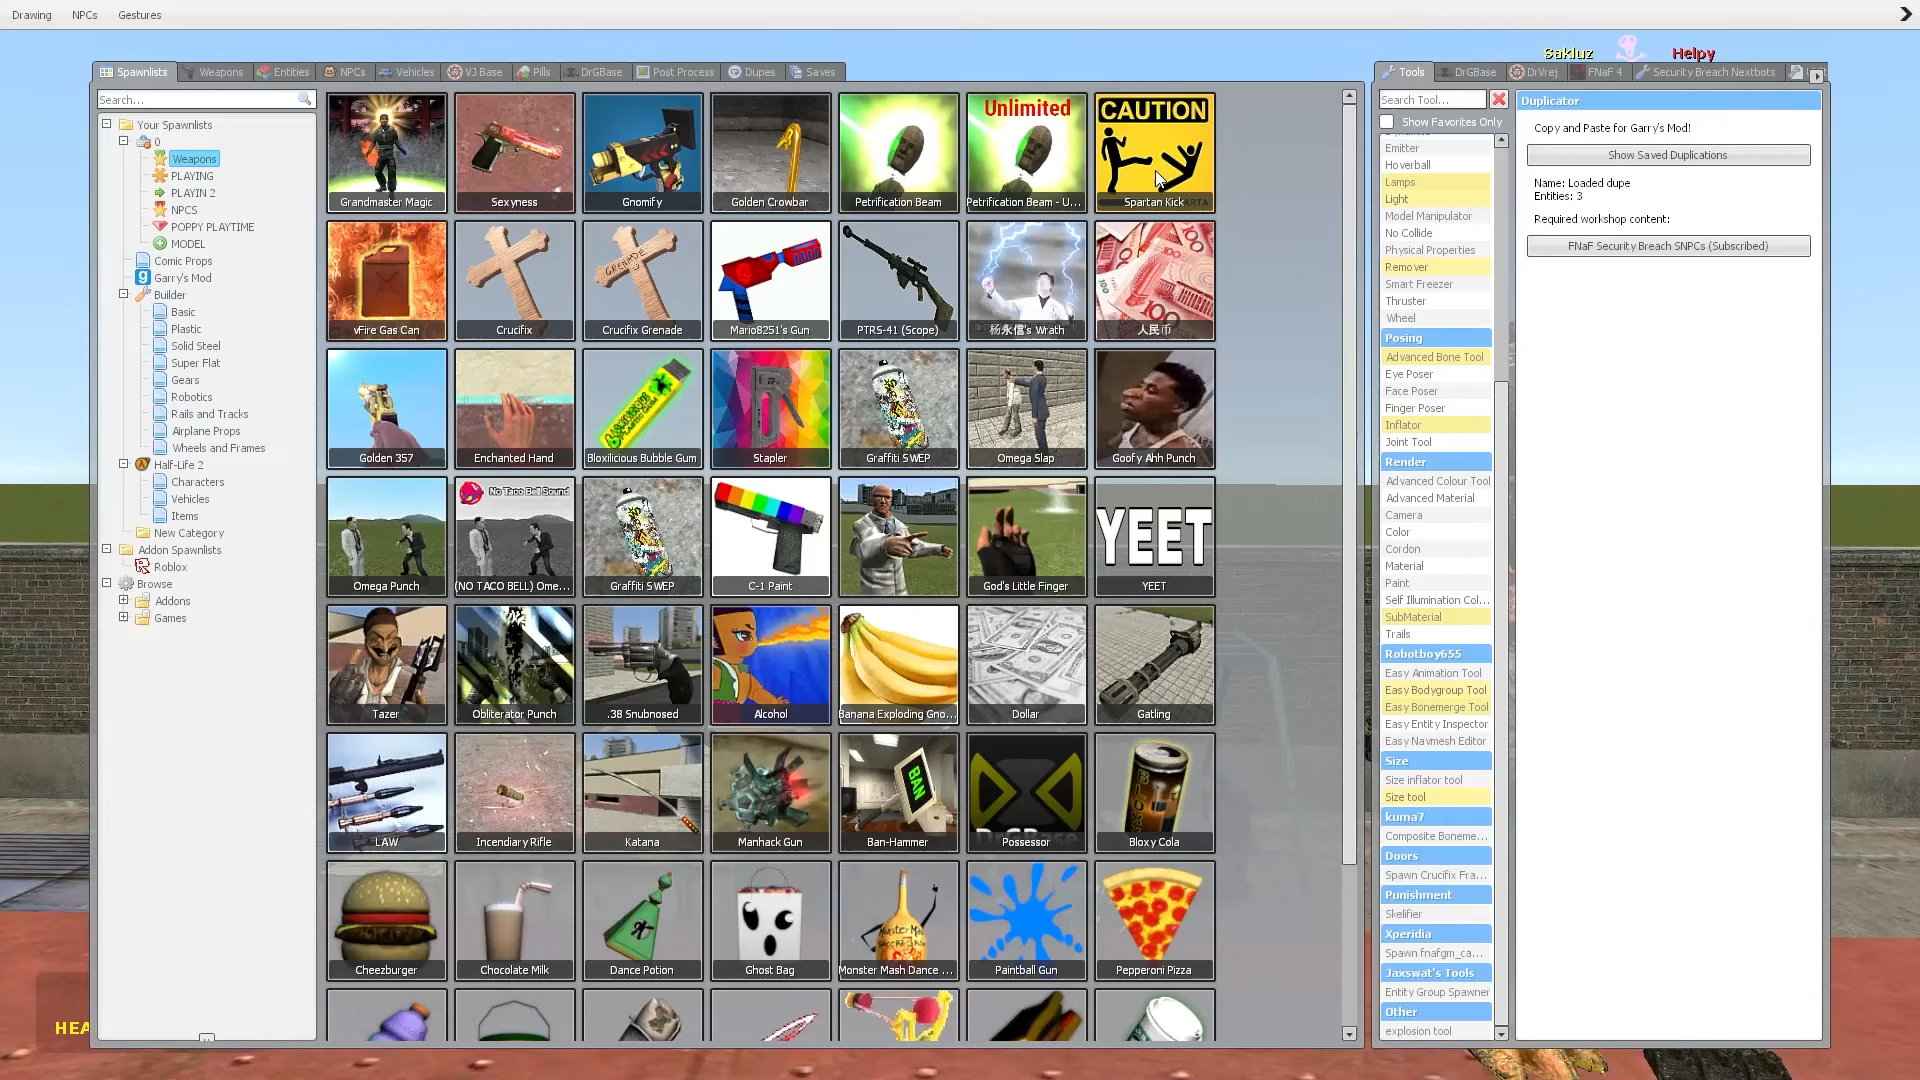 Drawing NPCs Gestures
Sakluz Helpy
Spawnlists Weapons Entities NPCs Vehicles VJ Base Pills DrGBase Post Process Dupes Saves
Search...
Your Spawnlists
0
Weapons
PLAYING
PLAYIN 2
NPCS
POPPY PLAYTIME
MODEL
Comic Props
Garry's Mod
Builder
Basic
Plastic
Solid Steel
Super Flat
Gears
Robotics
Rails and Tracks
Airplane Props
Wheels and Frames
Half-Life 2
Characters
Vehicles
Items
New Category
Addon Spawnlists
Roblox
Browse
Addons
Games
HEA
Unlimited
CAUTION
Grandmaster Magic Sexyness Gnomify Golden Crowbar Petrification Beam Petrification Beam - U... Spartan Kick
GRENADE
vFire Gas Can Crucifix Crucifix Grenade Mario8251's Gun PTRS-41 (Scope) 杨永信's Wrath 人民币
Golden 357 Enchanted Hand Bloxilicious Bubble Gum Stapler Graffiti SWEP Omega Slap Goofy Ahh Punch
No Taco Bell Sound
YEET
Omega Punch (NO TACO BELL) Ome... Graffiti SWEP C-1 Paint God's Little Finger YEET
Tazer Obliterator Punch .38 Snubnosed Alcohol Banana Exploding Gno... Dollar Gatling
BAN
LAW Incendiary Rifle Katana Manhack Gun Ban-Hammer Possessor Bloxy Cola
Cheezburger Chocolate Milk Dance Potion Ghost Bag Monster Mash Dance ... Paintball Gun Pepperoni Pizza
Tools DrGBase DrVrej FNaF 4 Security Breach Nextbots
Search Tool...
Show Favorites Only
Emitter
Hoverball
Lamps
Light
Model Manipulator
No Collide
Physical Properties
Remover
Smart Freezer
Thruster
Wheel
Posing
Advanced Bone Tool
Eye Poser
Face Poser
Finger Poser
Inflator
Joint Tool
Render
Advanced Colour Tool
Advanced Material
Camera
Color
Cordon
Material
Paint
Self Illumination Col...
SubMaterial
Trails
Robotboy655
Easy Animation Tool
Easy Bodygroup Tool
Easy Bonemerge Tool
Easy Entity Inspector
Easy Navmesh Editor
Size
Size inflator tool
Size tool
kuma7
Composite Boneme...
Doors
Spawn Crucifix Fra...
Punishment
Skelifier
Xperidia
Spawn fnafgm_ca...
Jaxswat's Tools
Entity Group Spawner
Other
explosion tool
Duplicator
Copy and Paste for Garry's Mod!
Show Saved Duplications
Name: Loaded dupe
Entities: 3
Required workshop content:
FNaF Security Breach SNPCs (Subscribed)